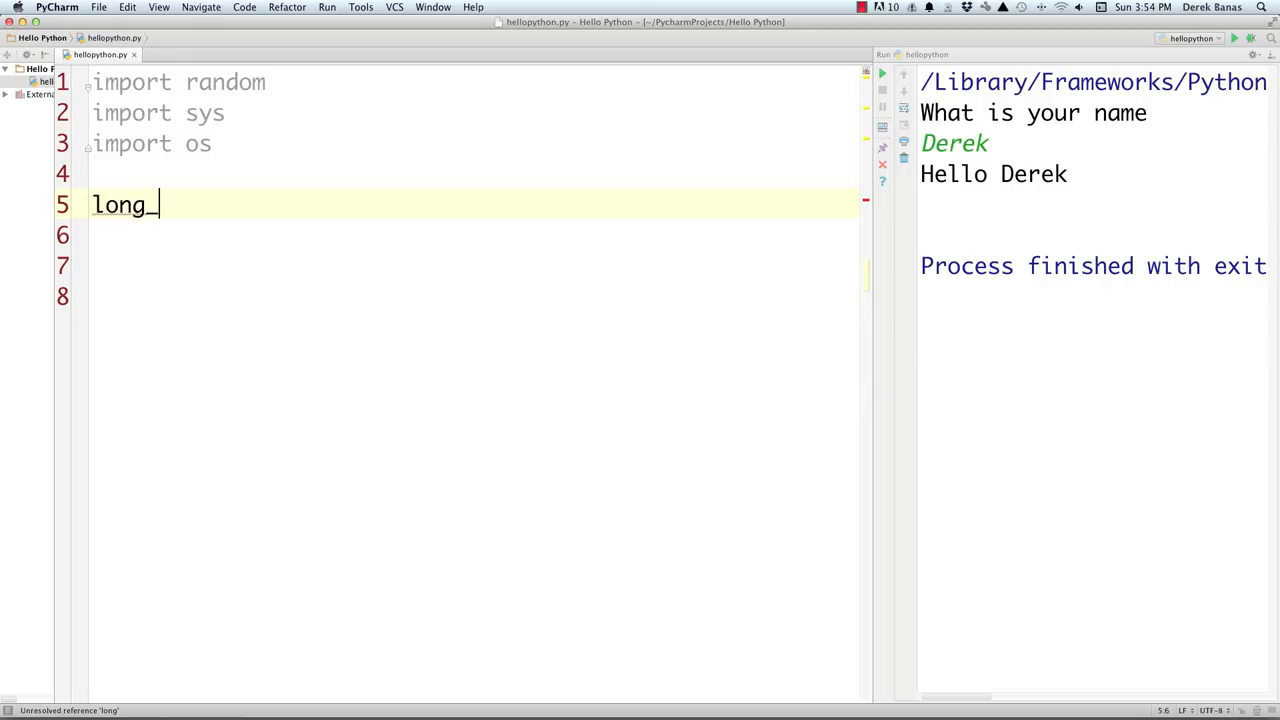 PyCharm File Edit View Navigate Code Refactor Run Tools VCS Window Help 10 Sun 3:54 PM Derek Banas
hellopython.py - Hello Python - [~/PycharmProjects/Hello Python]
Hello Python hellopython.py hellopython
hellopython.py Run hellopython
Hello P
hell
Externa
1 import random
2 import sys
3 import os
4
5 long_
6
7
8
/Library/Frameworks/Python
What is your name
Derek
Hello Derek
Process finished with exit
Unresolved reference 'long' 5:6 LF UTF-8